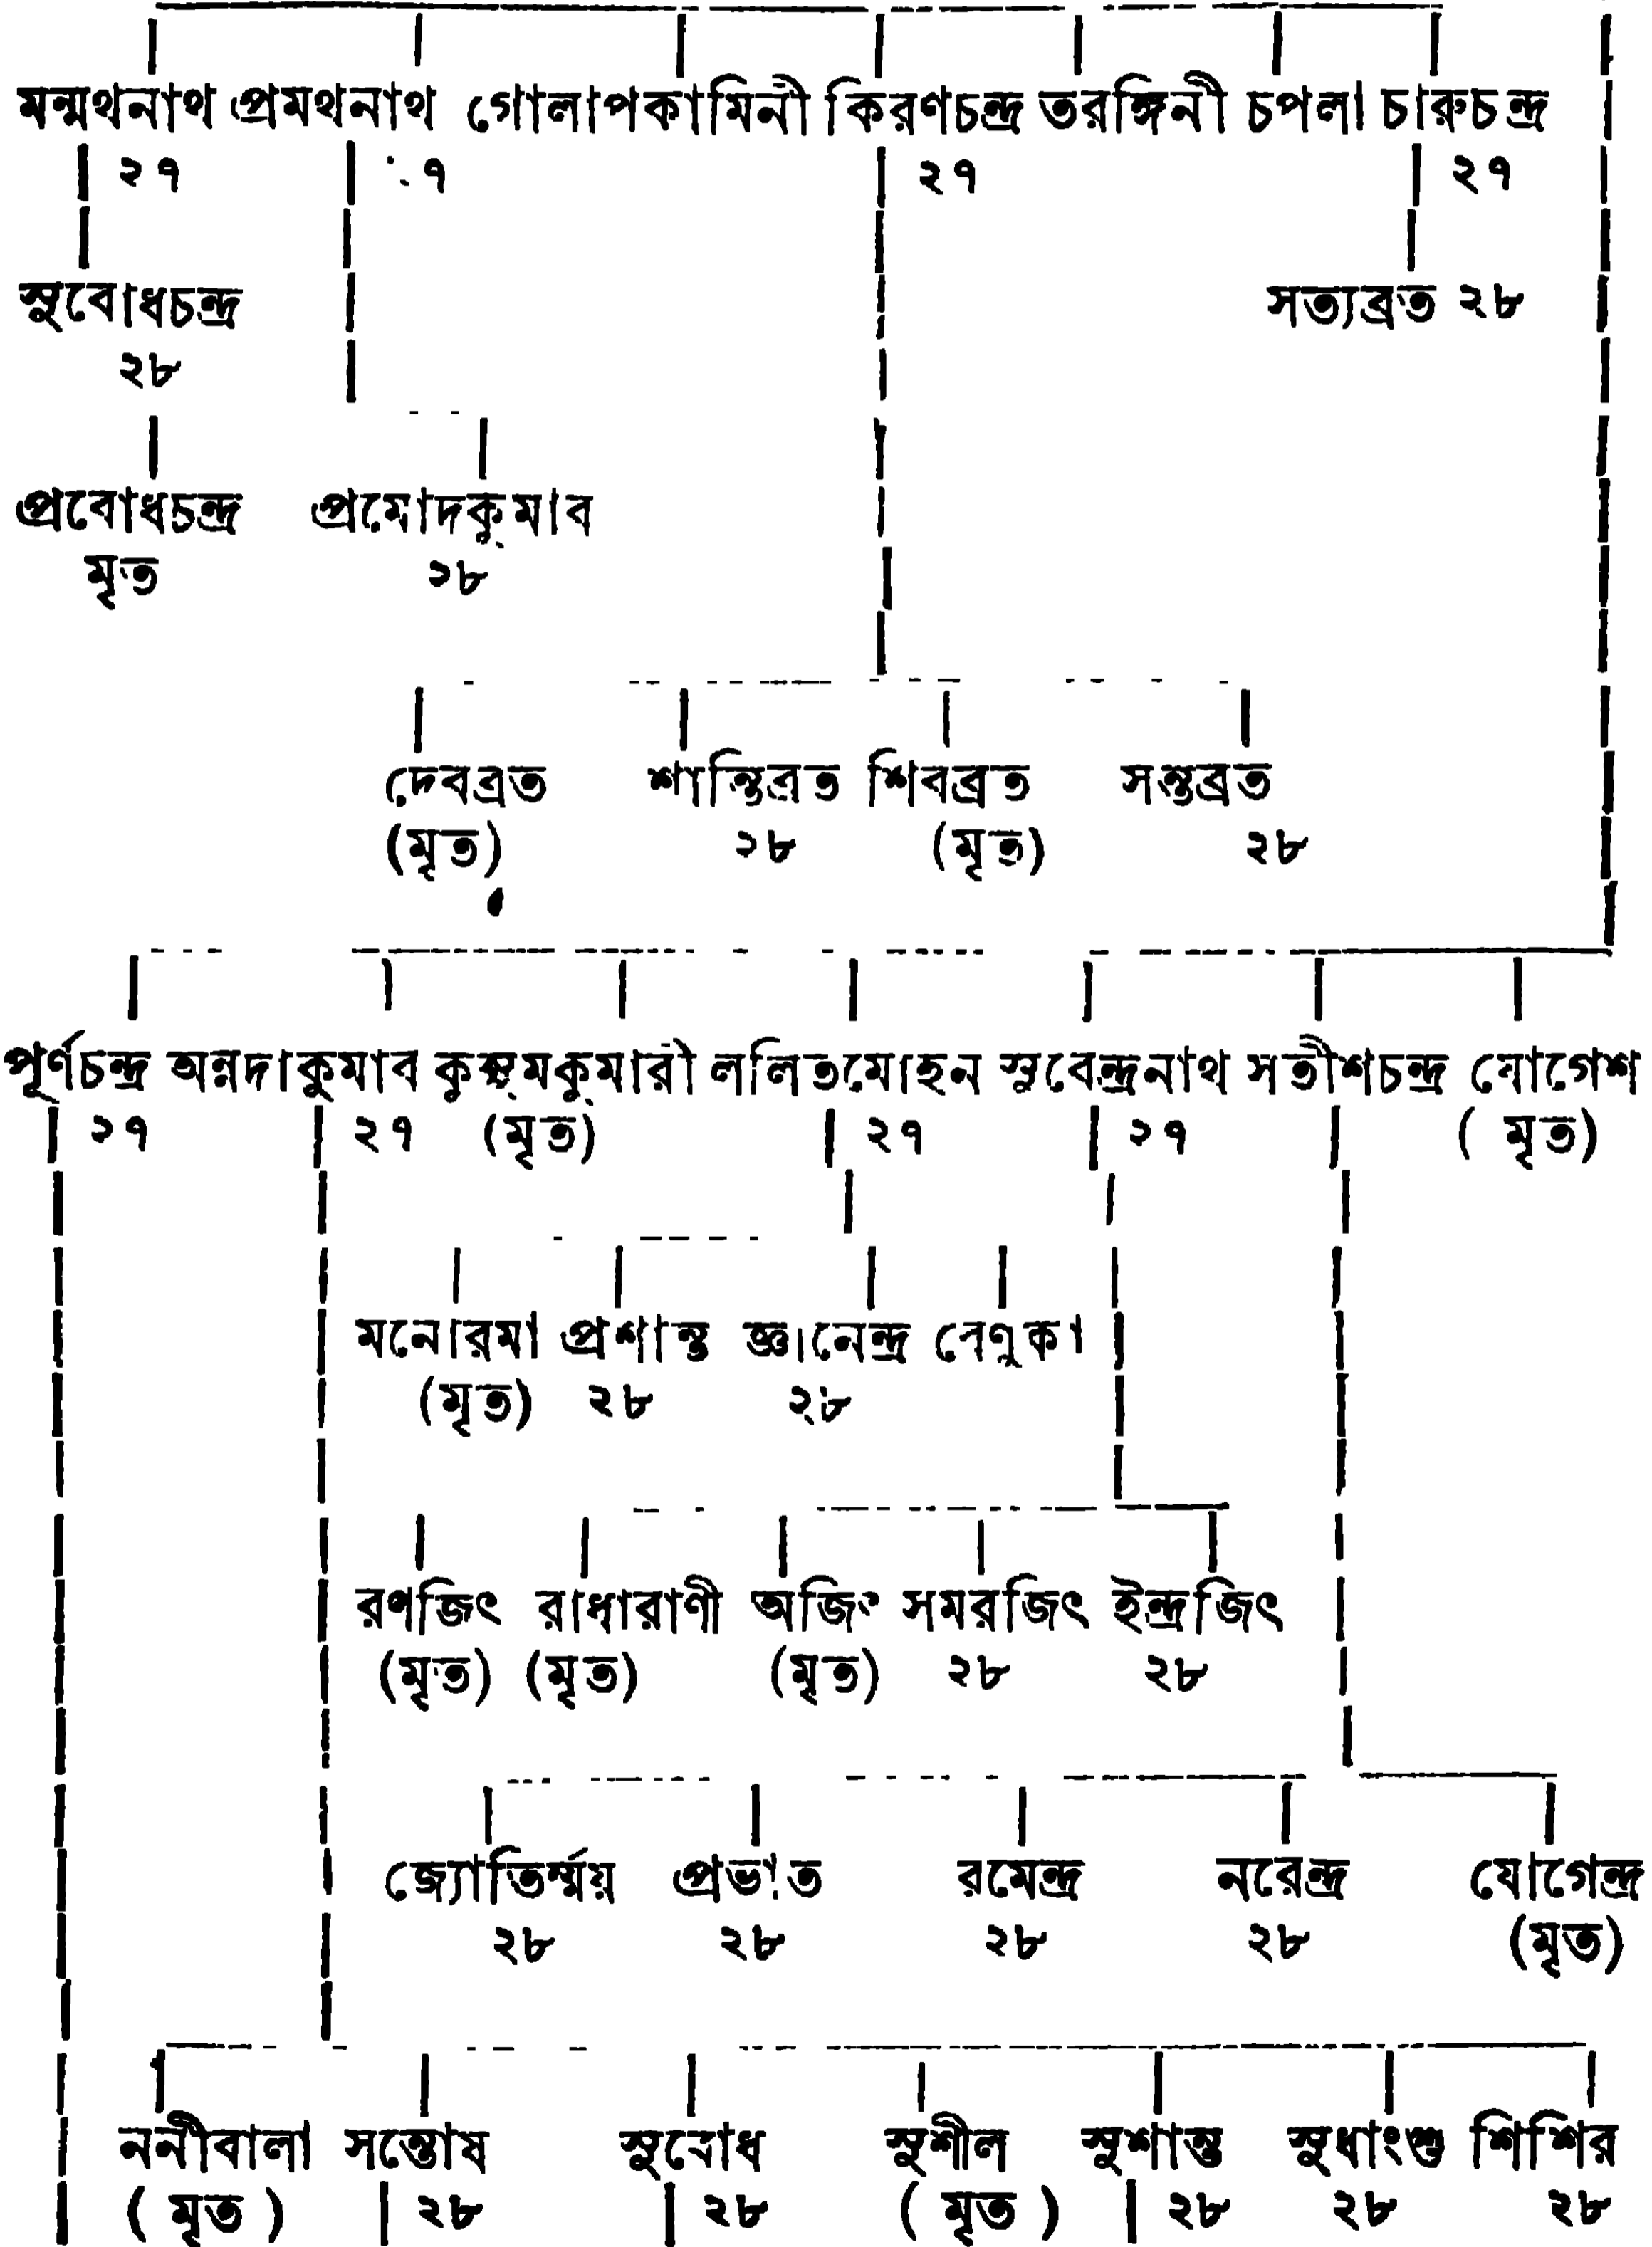 মন্মথনাথ প্রমথনাথ গোলাপকামিনী কিরণচন্দ্র তরঙ্গিনী চপলা চারুচন্দ্র
২৭ ৭ ২৭ ২৭
সুবোধচন্দ্র সত্যব্রত ২৮
২৮
প্রবোধচন্দ্র প্রমোদকুমাব
মৃত ২৮
দেবব্রত শান্তিব্রত শিবব্রত সন্তব্রত
(মৃত) ২৮ (মৃত) ২৮
পূর্ণচন্দ্র অন্নদাকুমাব কুসুমকুমারী ললিতমোহন সুবেন্দ্রনাথ সতীশচন্দ্র যোগেশ
২৭ ২৭ (মৃত) ২৭ ২৭ ( মৃত)
মনোরমা প্রশান্ত জ্ঞানেন্দ্র বেণুকা
(মৃত) ২৮ ২৮
রণজিৎ রাধারাণী অজিৎ সমরজিৎ ইন্দ্রজিৎ
(মৃত) (মৃত) (মৃত) ২৮ ২৮
জ্যোতির্ম্ময় প্রভাত রমেন্দ্র নরেন্দ্র যোগেন্দ্র
২৮ ২৮ ২৮ ২৮ (মৃত)
ননীবালা সন্তোষ সুবোধ সুশীল সুশান্ত সুধাংশু শিশির
( মৃত ) ২৮ ২৮ ( মৃত ) ২৮ ২৮ ২৮